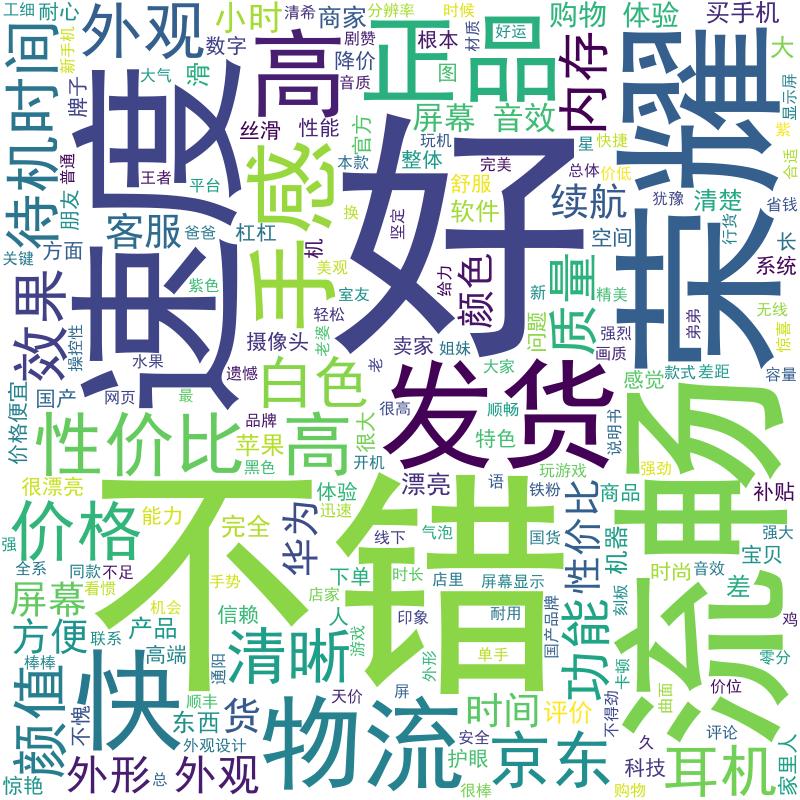 工细
耐心
外观
小时
清希
商家
分辨率
时候
购物
体验
买手机
新手机
数字
高
剧赞
根本
正品
材质
好运
内存
荣耀
大
待机时间
牌子
大气
滑
速度
降价
音质
图
显示屏
丝滑
性能
官方
屏幕
音效
紫
普通
王者
平台
手感
本款
玩机
整体
星
快捷
合适
朋友
好
完美
总体
价低
舒服
续航
犹豫
省钱
客服
爸爸
杠杠
换
坚定
软件
清楚
行货
关键
方面
机
颜色
空间
长
系统
效果
紫色
美观
给力
质量
新
精美
无线
操控性
室友
轻松
老婆
问题
强烈
弟弟
惊喜
水果
摄像头
卖家
姐妹
画质
遗憾
老
大家
款式
差距
国产
网页
最
白色
发货
感觉
容量
价格便宜
品牌
很高
顺畅
说明书
流畅
性价比
高
很大
苹果
特色
黑色
开机
玩游戏
强劲
很漂亮
不错
体验
漂亮
语
铁粉
性价比
商品
补贴
价格
能力
完全
华为
迅速
强
线下
气泡
国货
机器
强大
宝贝
全系
同款
不足
下单
时长
店里
屏幕显示
时尚
音效
屏幕
看惯
手势
差
机会
店家
信赖
人
印象
耐用
国产品牌
功能
刻板
鸡
方便
联系
产品
清晰
游戏
单手
零分
棒棒
高端
通阳
外形
卡顿
颜值
快
顺丰
货
物流
天价
屏
时间
评价
曲面
价位
不愧
东西
不得劲
评论
外观设计
安全
护眼
京东
久
家里人
惊艳
外形
总
外观
很棒
购物
科技
耳机